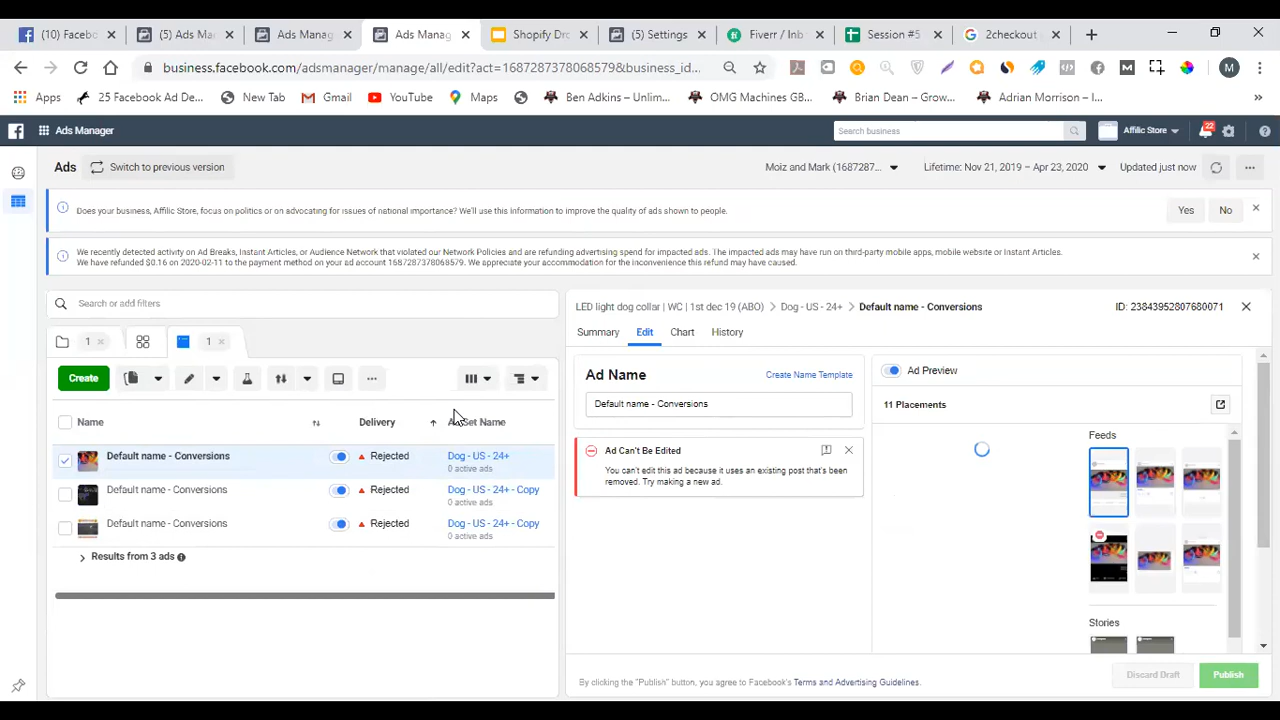 (10) Facebo
(5) Ads Ma
Ads Manag
Ads Manag
Shopify Dro
(5) Settings
Fiverr / Inb
Session #5
2checkout a
business.facebook.com/adsmanager/manage/all/edit?act=1687287378068579&business_id...
M
Apps
25 Facebook Ad De...
New Tab
Gmail
YouTube
Maps
Ben Adkins – Unlim...
OMG Machines GB...
Brian Dean – Grow...
Adrian Morrison – I...
Ads Manager
Search business
Affilic Store
22
Ads
Switch to previous version
Moiz and Mark (1687287...
Lifetime: Nov 21, 2019 – Apr 23, 2020
Updated just now
Does your business, Affilic Store, focus on politics or on advocating for issues of national importance? We'll use this information to improve the quality of ads shown to people.
Yes
No
We recently detected activity on Ad Breaks, Instant Articles, or Audience Network that violated our Network Policies and are refunding advertising spend for impacted ads. The impacted ads may have run on third-party mobile apps, mobile website or Instant Articles.
We have refunded $0.16 on 2020-02-11 to the payment method on your ad account 1687287378068579. We appreciate your accommodation for the inconvenience this refund may have caused.
Search or add filters
LED light dog collar | WC | 1st dec 19 (ABO)
Dog - US - 24+
Default name - Conversions
ID: 23843952807680071
1
1
Summary
Edit
Chart
History
Create
Ad Name
Create Name Template
Default name - Conversions
Ad Preview
11 Placements
Name
Delivery
Set Name
Default name - Conversions
Rejected
Dog - US - 24+
0 active ads
Default name - Conversions
Rejected
Dog - US - 24+ - Copy
0 active ads
Default name - Conversions
Rejected
Dog - US - 24+ - Copy
0 active ads
Results from 3 ads
Ad Can't Be Edited
You can't edit this ad because it uses an existing post that's been
removed. Try making a new ad.
Feeds
Stories
By clicking the "Publish" button, you agree to Facebook's Terms and Advertising Guidelines.
Discard Draft
Publish